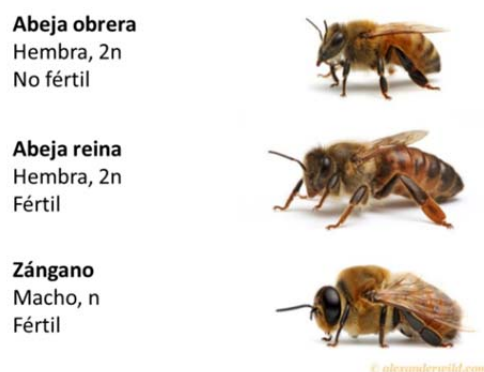 Abeja obrera
Hembra, 2n
No fértil
Abeja reina
Hembra, 2n
Fértil
Zángano
Macho, n
Fértil
© alexanderwild.com